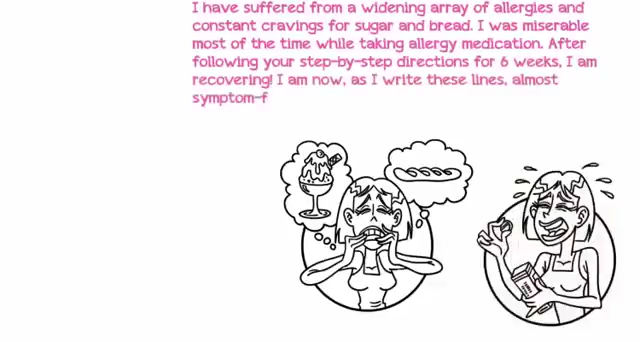 I have suffered from a widening array of allergies and
constant cravings for sugar and bread. I was miserable
most of the time while taking allergy medication. After
following your step-by-step directions for 6 weeks, I am
recovering! I am now, as I write these lines, almost
symptom-f